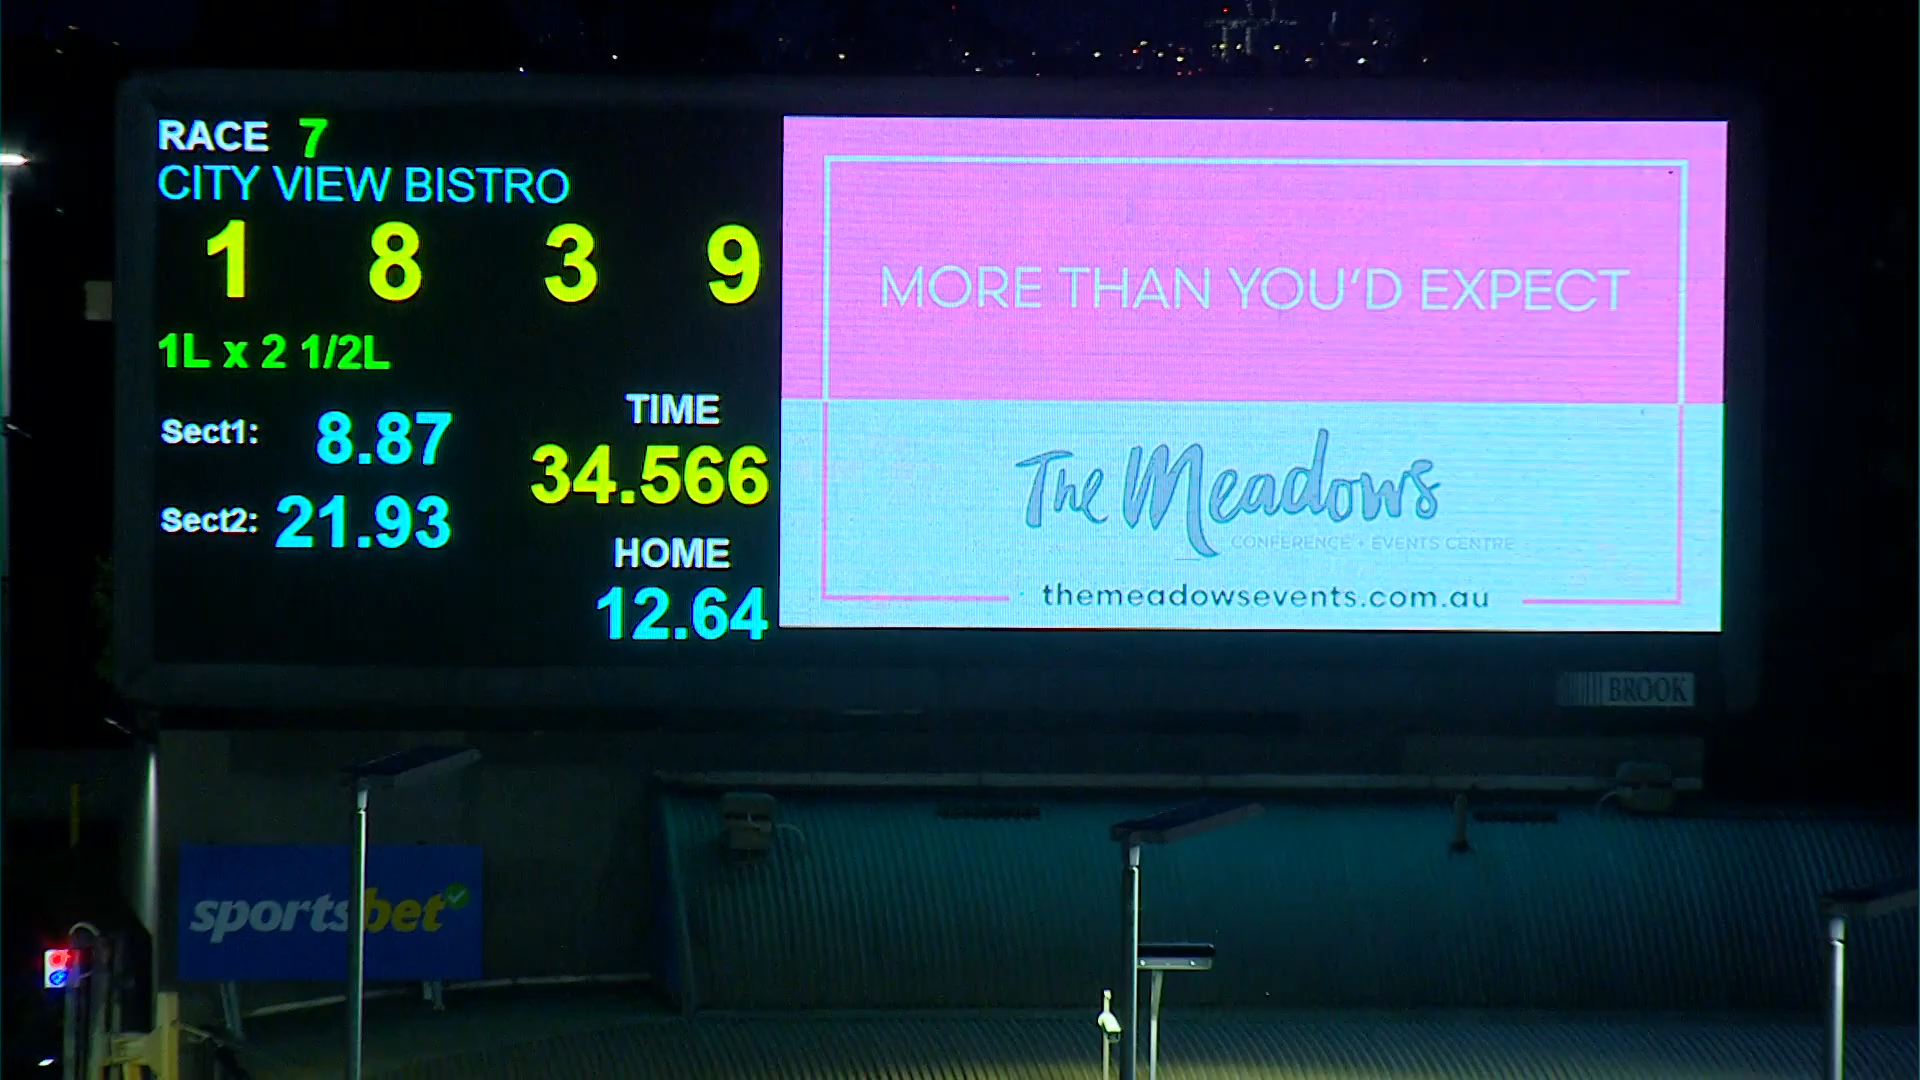 RACE 7
CITY VIEW BISTRO
1 8 3 9
1L x 2 1/2L
Sect1: 8.87
Sect2: 21.93
TIME
34.566
HOME
12.64
MORE THAN YOU'D EXPECT
The Meadows
CONFERENCE + EVENTS CENTRE
themeadowsevents.com.au
BROOK
sportsbet